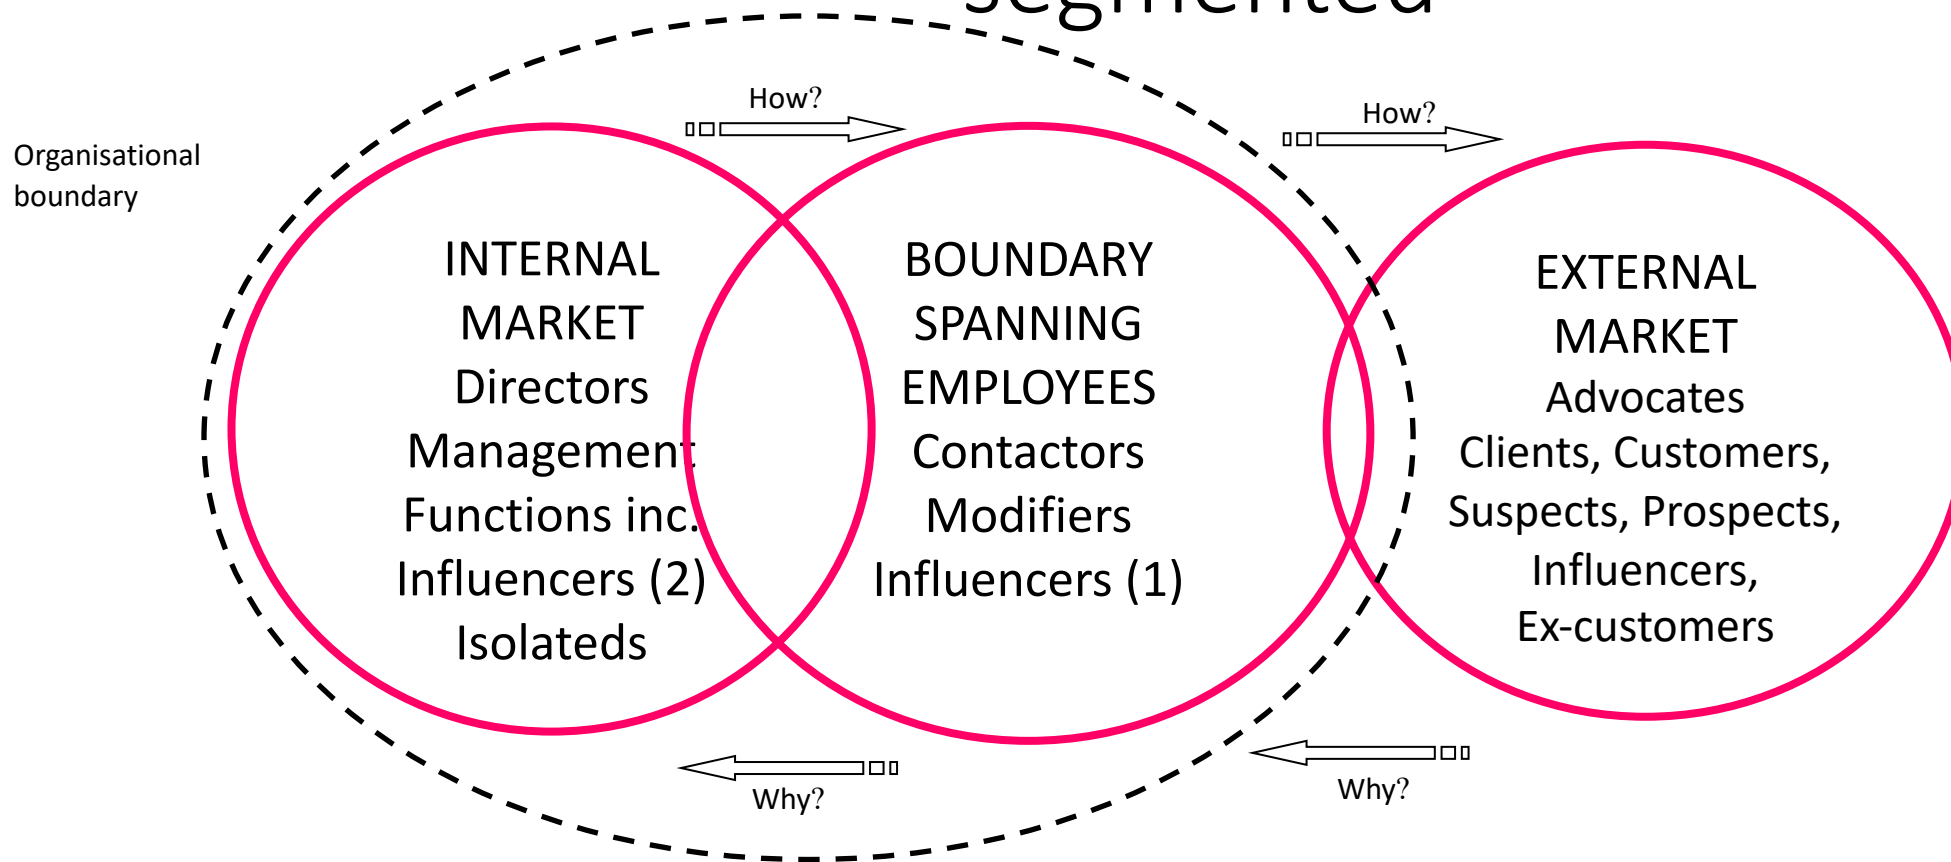 segmented
How?
How?
Organisational
boundary
INTERNAL
MARKET
Directors
Management
Functions inc.
Influencers (2)
Isolateds
BOUNDARY
SPANNING
EMPLOYEES
Contactors
Modifiers
Influencers (1)
EXTERNAL
MARKET
Advocates
Clients, Customers,
Suspects, Prospects,
Influencers,
Ex-customers
Why?
Why?